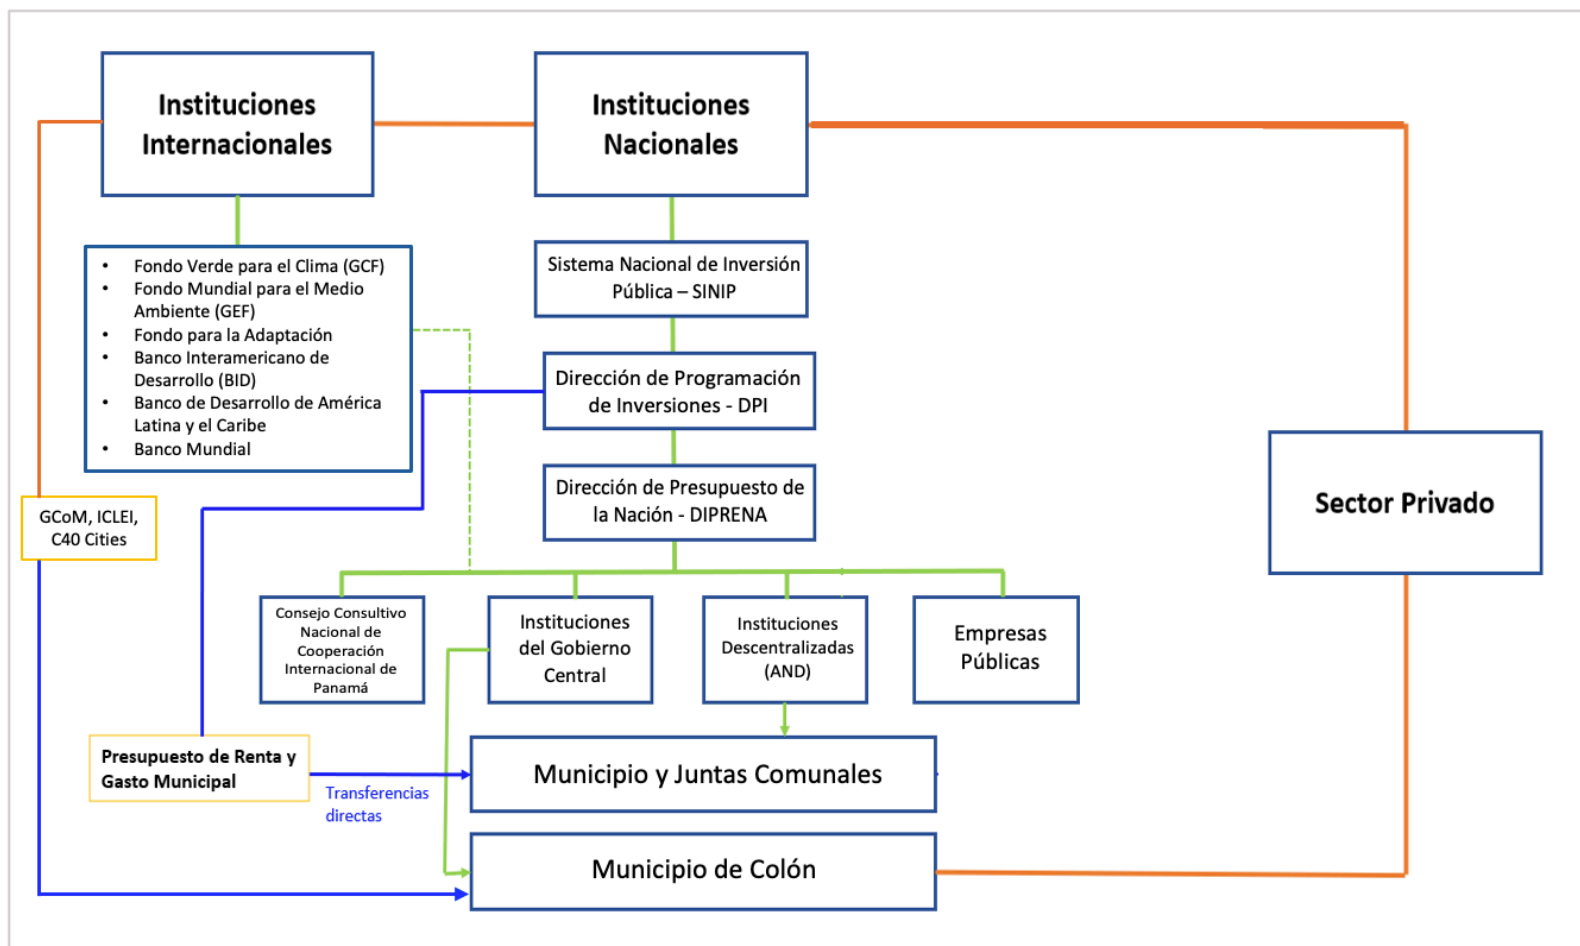 Instituciones
Internacionales
Instituciones
Nacionales
• Fondo Verde para el Clima (GCF)
• Fondo Mundial para el Medio
Ambiente (GEF)
• Fondo para la Adaptación
• Banco Interamericano de
Desarrollo (BID)
• Banco de Desarrollo de América
Latina y el Caribe
• Banco Mundial
Sistema Nacional de Inversión
Pública – SINIP
Dirección de Programación
de Inversiones - DPI
Dirección de Presupuesto de
la Nación - DIPRENA
Sector Privado
GCoM, ICLEI,
C40 Cities
Consejo Consultivo
Nacional de
Cooperación
Internacional de
Panamá
Instituciones
del Gobierno
Central
Instituciones
Descentralizadas
(AND)
Empresas
Públicas
Presupuesto de Renta y
Gasto Municipal
Transferencias
directas
Municipio y Juntas Comunales
Municipio de Colón